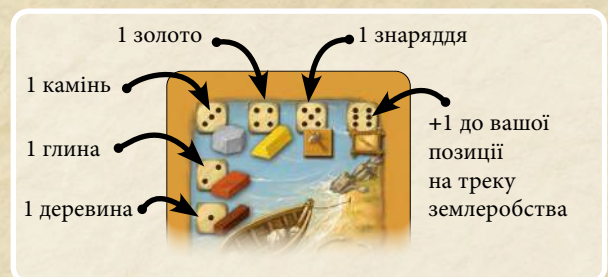 1 золото
1 знаряддя
1 камінь
1 глина
1 деревина
+1 до вашої
позиції
на треку
землеробства